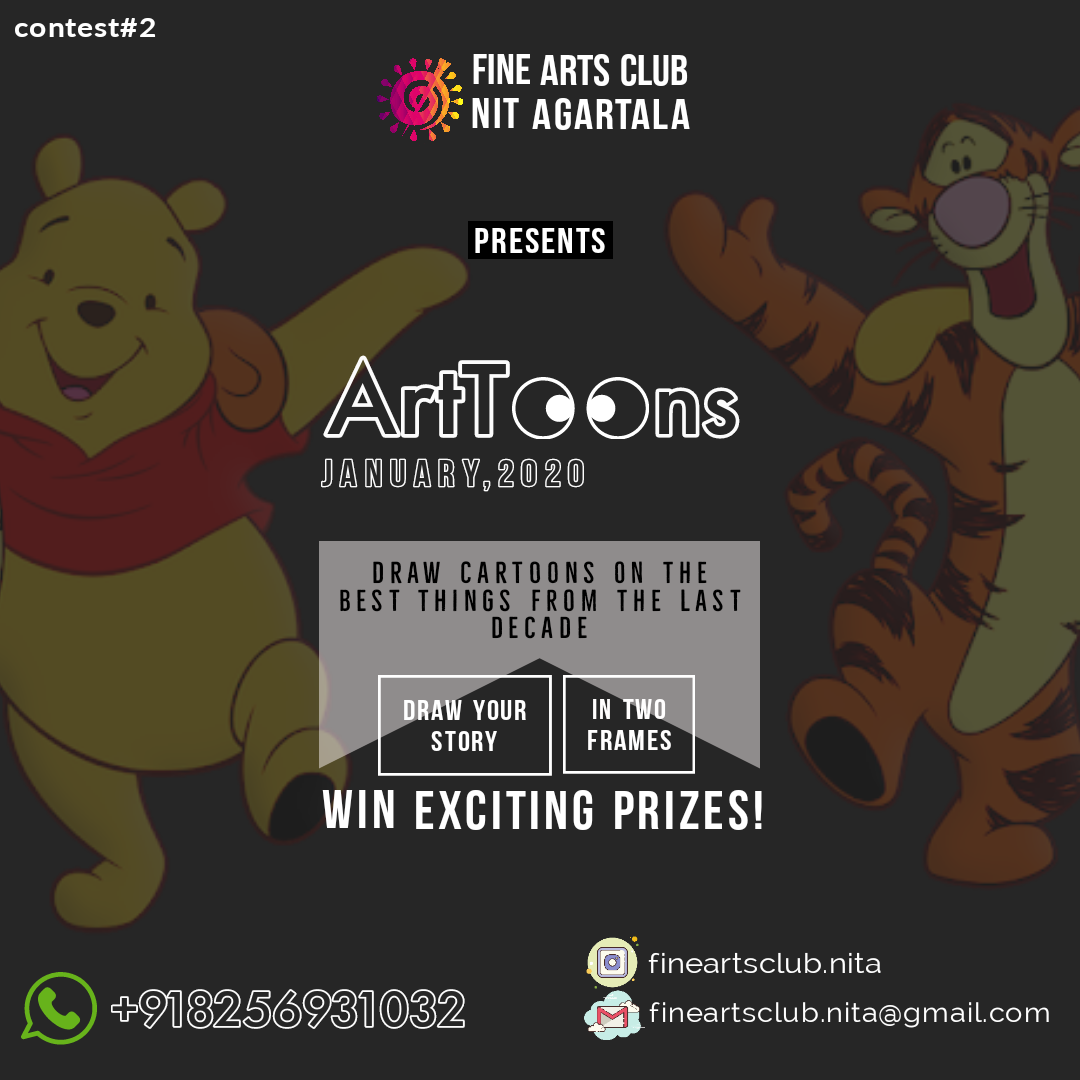 contest#2
FINE ARTS CLUB
NIT AGARTALA
PRESENTS
ArtToons
JANUARY,2020
DRAW CARTOONS ON THE
BEST THINGS FROM THE LAST
DECADE
DRAW YOUR
STORY
IN TWO
FRAMES
WIN EXCITING PRIZES!
+918256931032
fineartsclub.nita
fineartsclub.nita@gmail.com